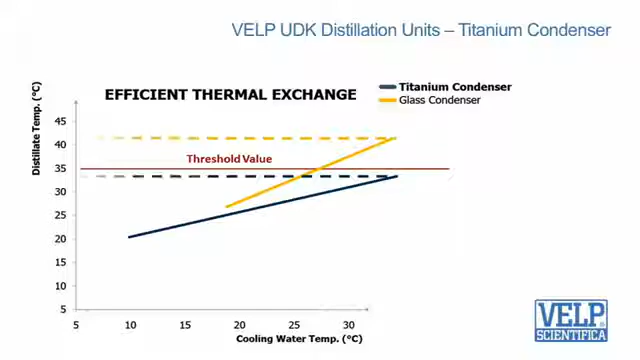 VELP UDK Distillation Units – Titanium Condenser
EFFICIENT THERMAL EXCHANGE
Titanium Condenser
Glass Condenser
Distillate Temp. (°C)
45
40
35
30
25
20
15
10
5
Threshold Value
5
10
15
20
25
30
Cooling Water Temp. (°C)
VELP
SCIENTIFICA